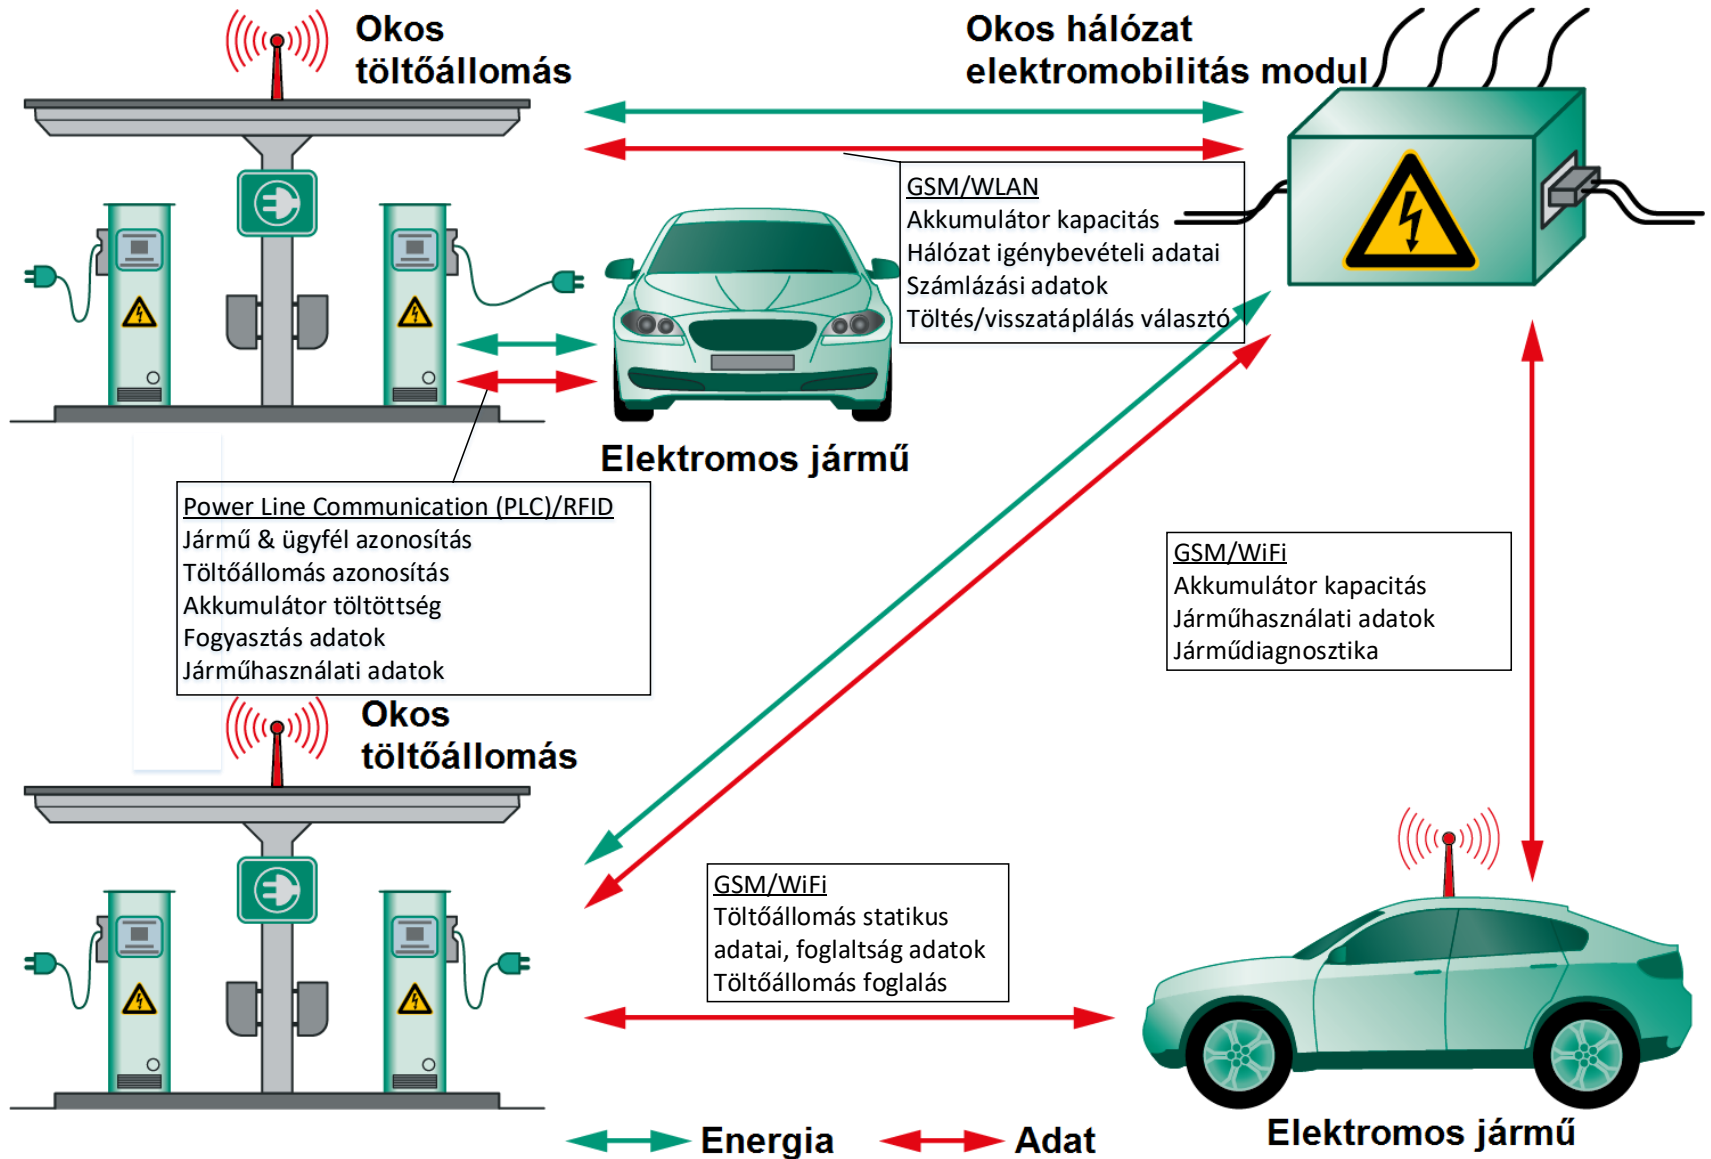 Okos
töltőállomás
Okos hálózat
elektromobilitás modul
GSM/WLAN
Akkumulátor kapacitás
Hálózat igénybevételi adatai
Számlázási adatok
Töltés/visszatáplálás választó
Elektromos jármű
Power Line Communication (PLC)/RFID
Jármű & ügyfél azonosítás
Töltőállomás azonosítás
Akkumulátor töltöttség
Fogyasztás adatok
Járműhasználati adatok
GSM/WiFi
Akkumulátor kapacitás
Járműhasználati adatok
Járműdiagnosztika
Okos
töltőállomás
GSM/WiFi
Töltőállomás statikus
adatai, foglaltság adatok
Töltőállomás foglalás
Elektromos jármű
Energia
Adat